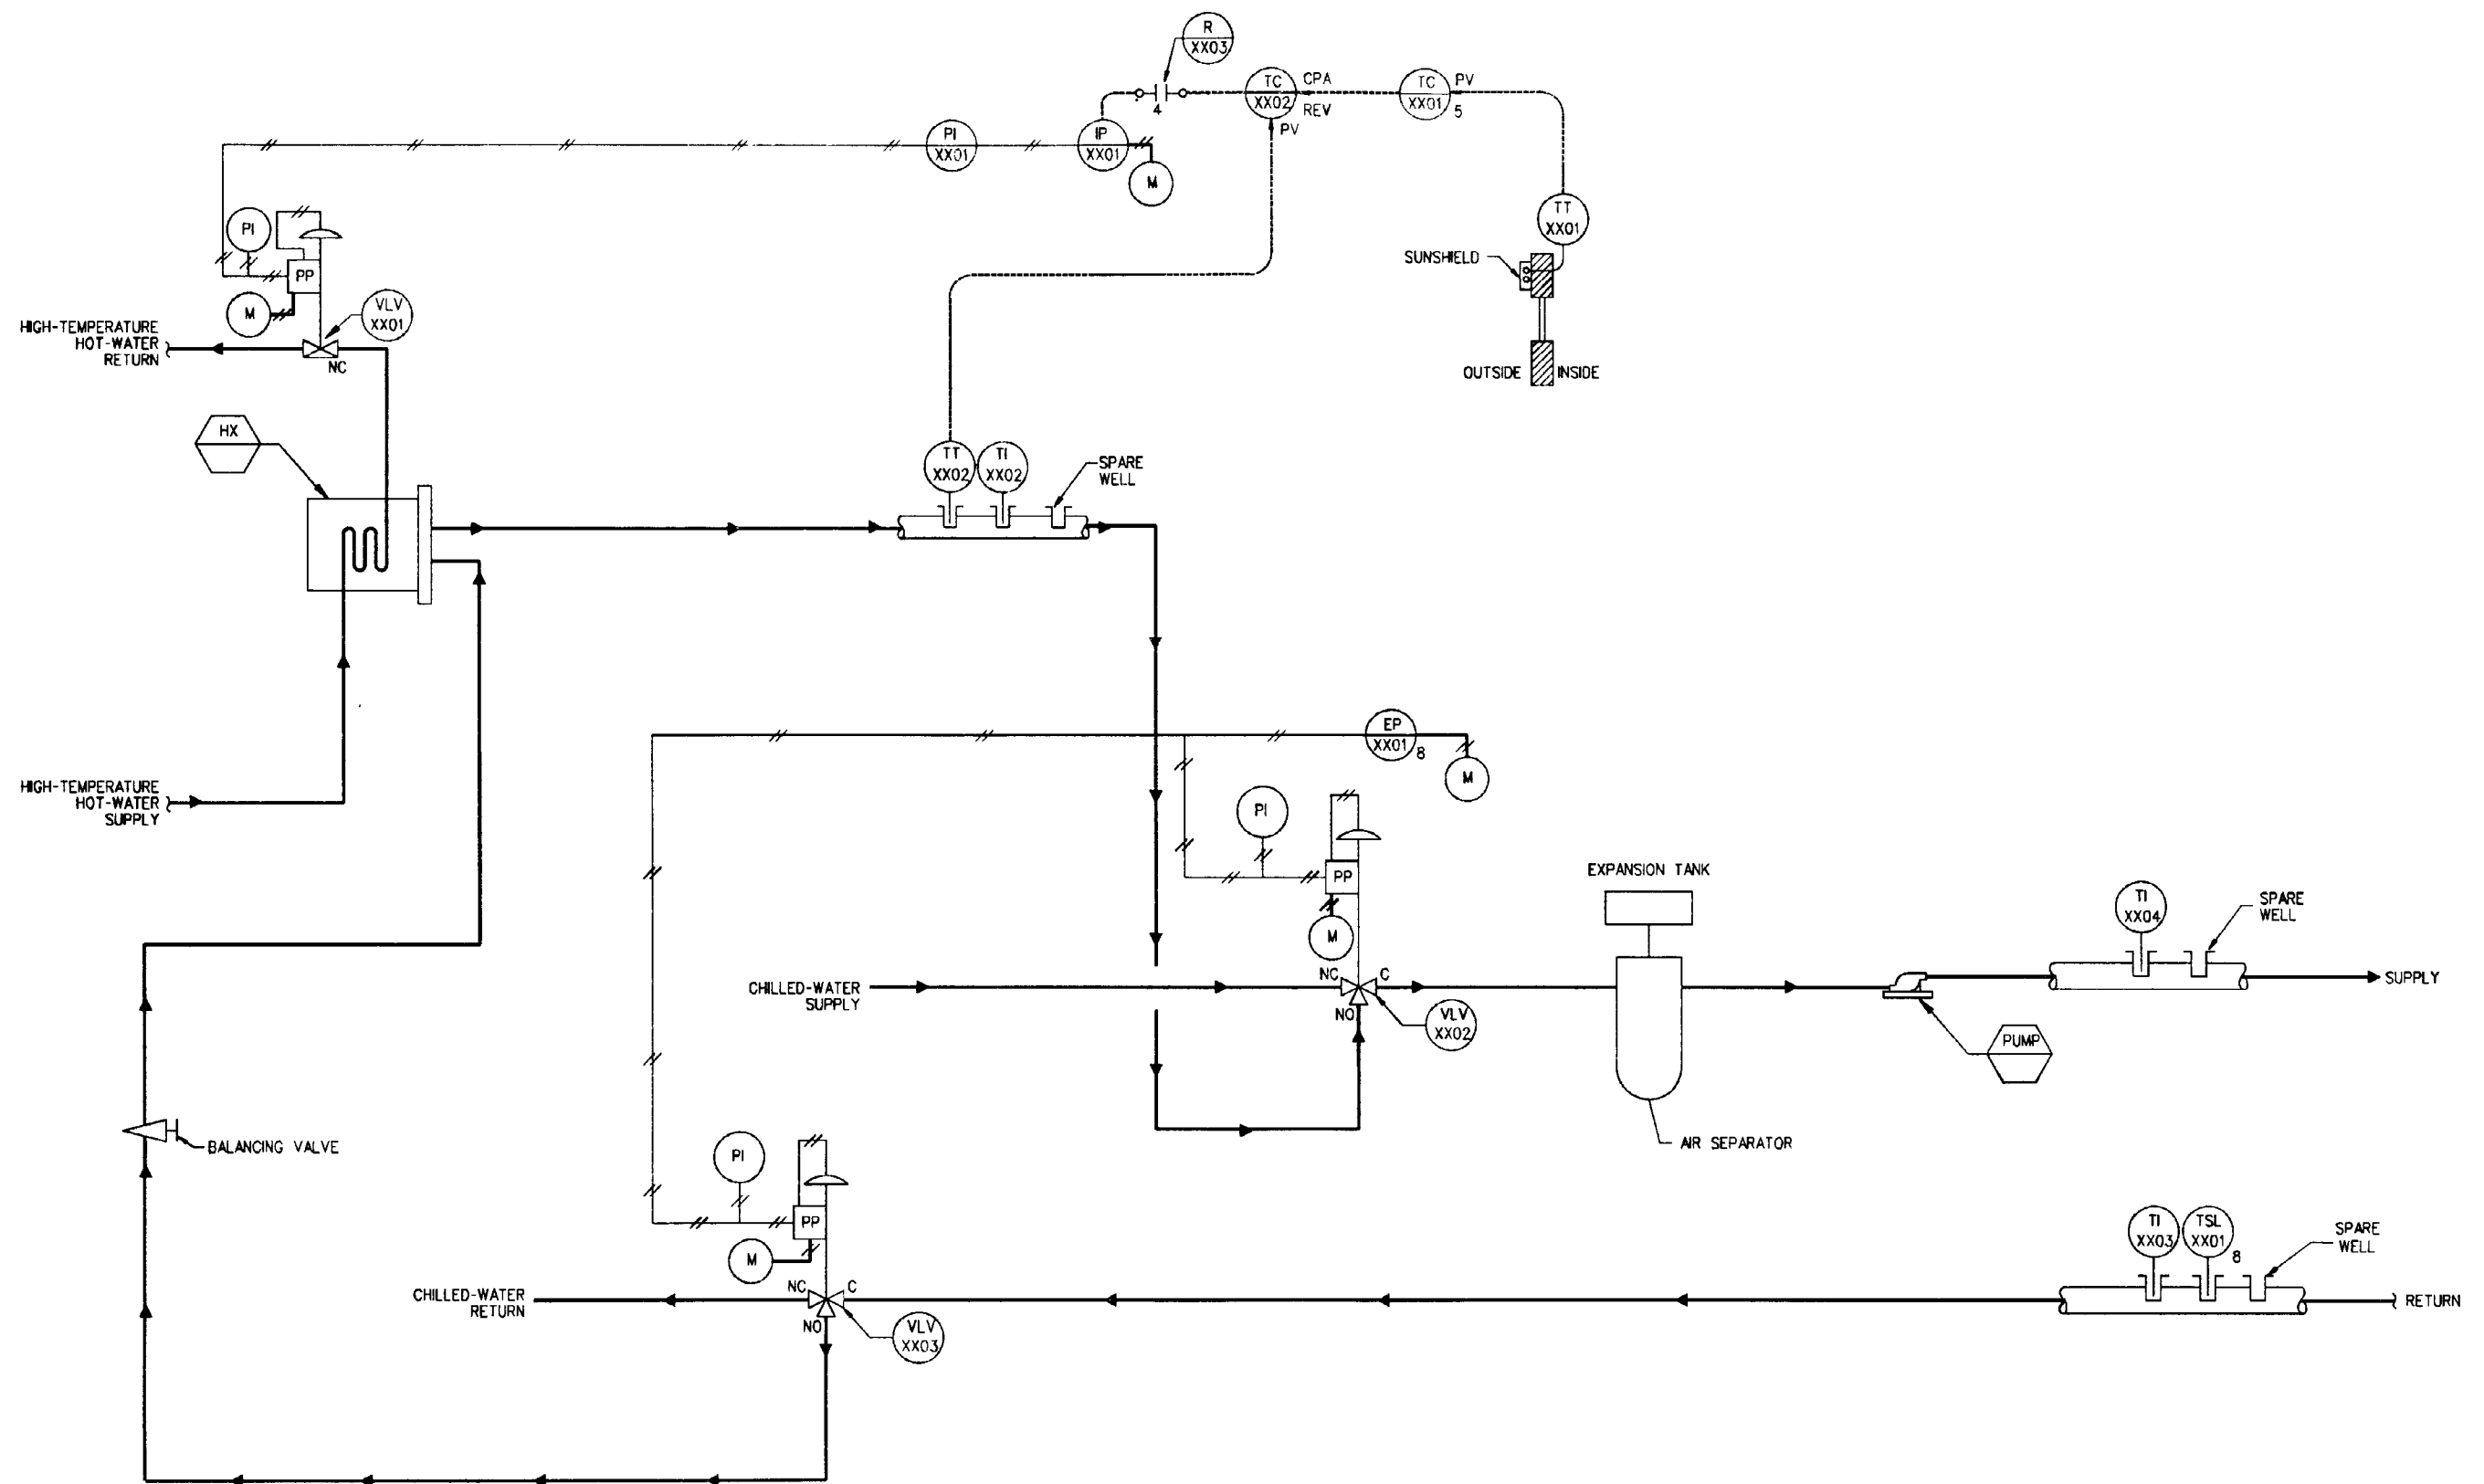 R
XX03
TC
XX02
CPA
REV
PV
TC
XX01
PV
5
4
PI
XX01
IP
XX01
M
TT
XX01
SUNSHIELD
OUTSIDE
INSIDE
PI
PP
M
VLV
XX01
HIGH-TEMPERATURE
HOT-WATER
RETURN
NC
HX
TT
XX02
TI
XX02
SPARE
WELL
HIGH-TEMPERATURE
HOT-WATER
SUPPLY
EP
XX01
8
M
PI
PP
M
EXPANSION TANK
TI
XX04
SPARE
WELL
CHILLED-WATER
SUPPLY
NC
C
NO
VLV
XX02
SUPPLY
PUMP
AIR SEPARATOR
BALANCING VALVE
PI
PP
M
TI
XX03
TSL
XX01
8
SPARE
WELL
CHILLED-WATER
RETURN
NC
C
NO
VLV
XX03
RETURN